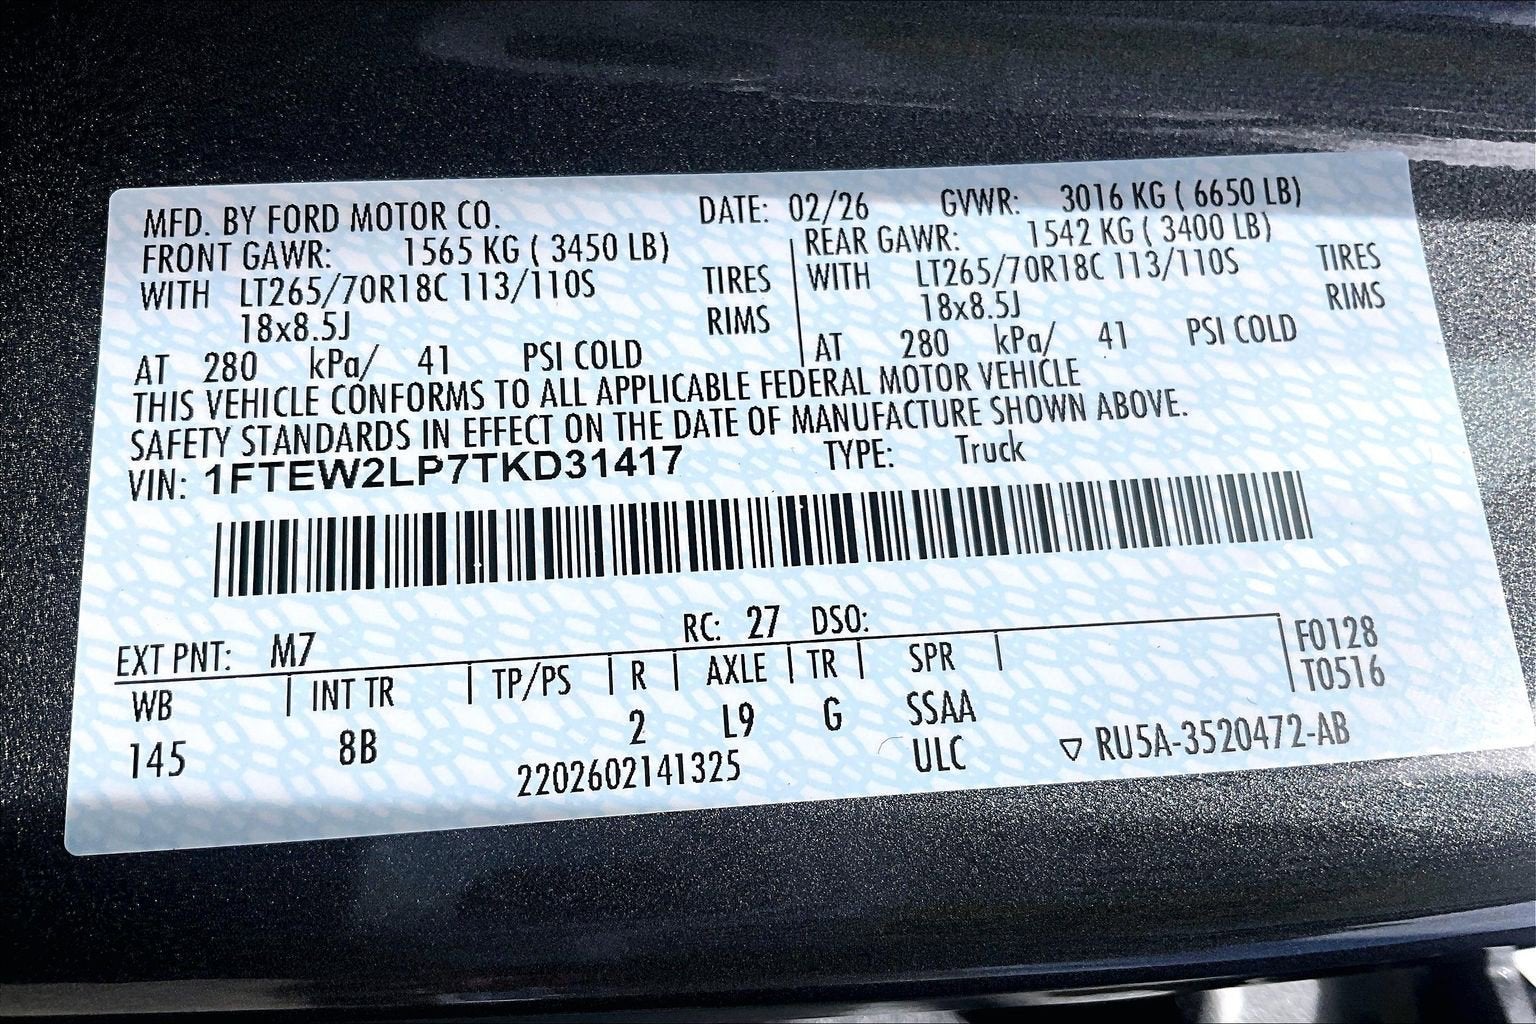 MFD. BY FORD MOTOR CO. DATE: 02/26 GVWR: 3016 KG ( 6650 LB)
FRONT GAWR: 1565 KG ( 3450 LB) REAR GAWR: 1542 KG ( 3400 LB)
WITH LT265/70R18C 113/110S TIRES WITH LT265/70R18C 113/110S TIRES
18x8.5J RIMS 18x8.5J RIMS
AT 280 kPa/ 41 PSI COLD AT 280 kPa/ 41 PSI COLD
THIS VEHICLE CONFORMS TO ALL APPLICABLE FEDERAL MOTOR VEHICLE
SAFETY STANDARDS IN EFFECT ON THE DATE OF MANUFACTURE SHOWN ABOVE.
VIN: 1FTEW2LP7TKD31417 TYPE: Truck
EXT PNT: M7 RC: 27 DSO:
WB INT TR TP/PS R AXLE TR SPR F0128
T0516
145 8B 2 L9 G SSAA
2202602141325 ULC ▽ RU5A-3520472-AB